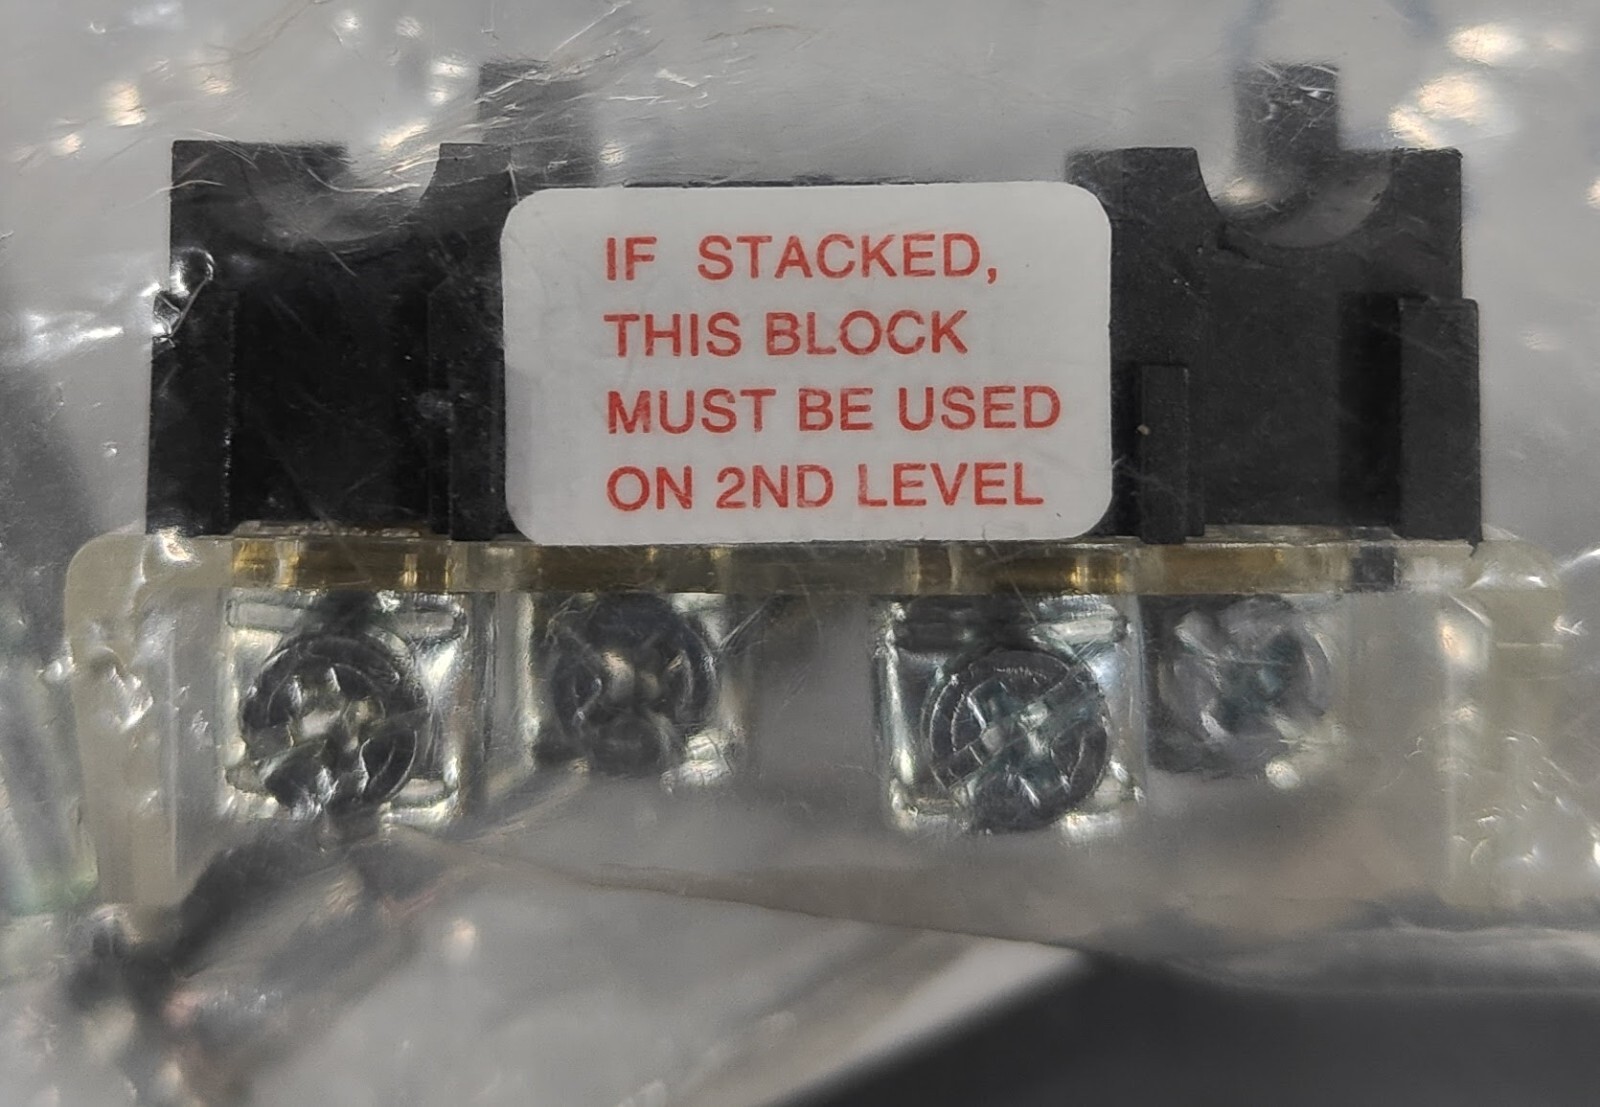 IF STACKED,
THIS BLOCK
MUST BE USED
ON 2ND LEVEL